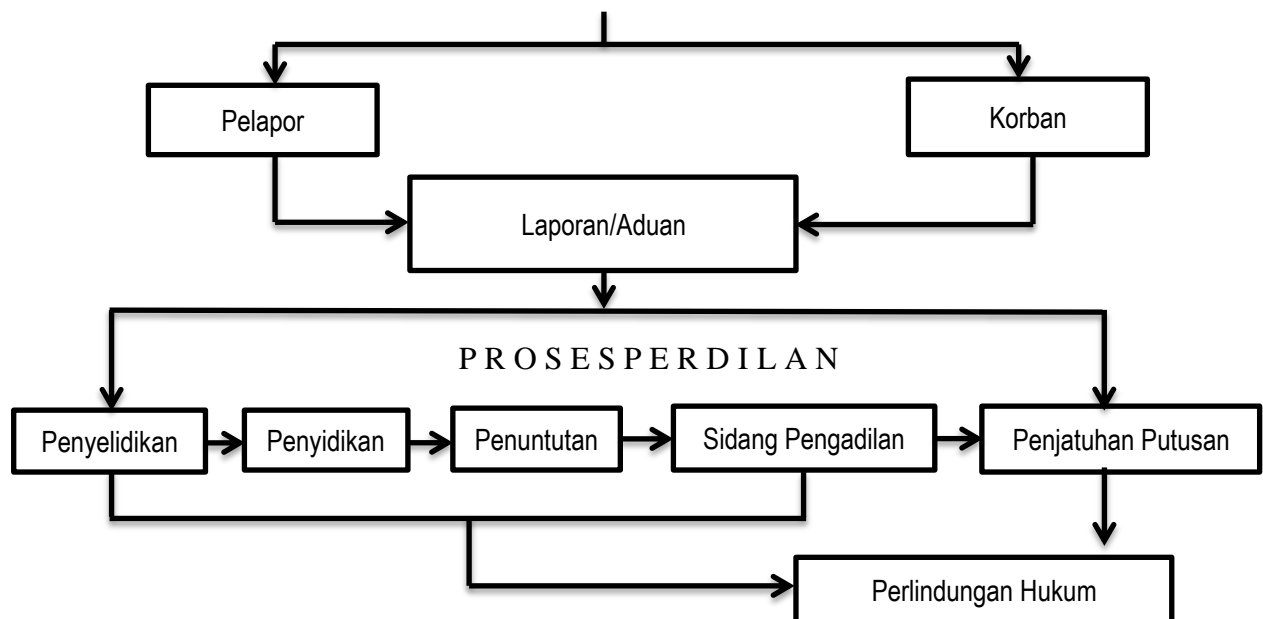 Pelapor
Korban
Laporan/Aduan
P R O S E S P E R D I L A N
Penyelidikan
Penyidikan
Penuntutan
Sidang Pengadilan
Penjatuhan Putusan
Perlindungan Hukum